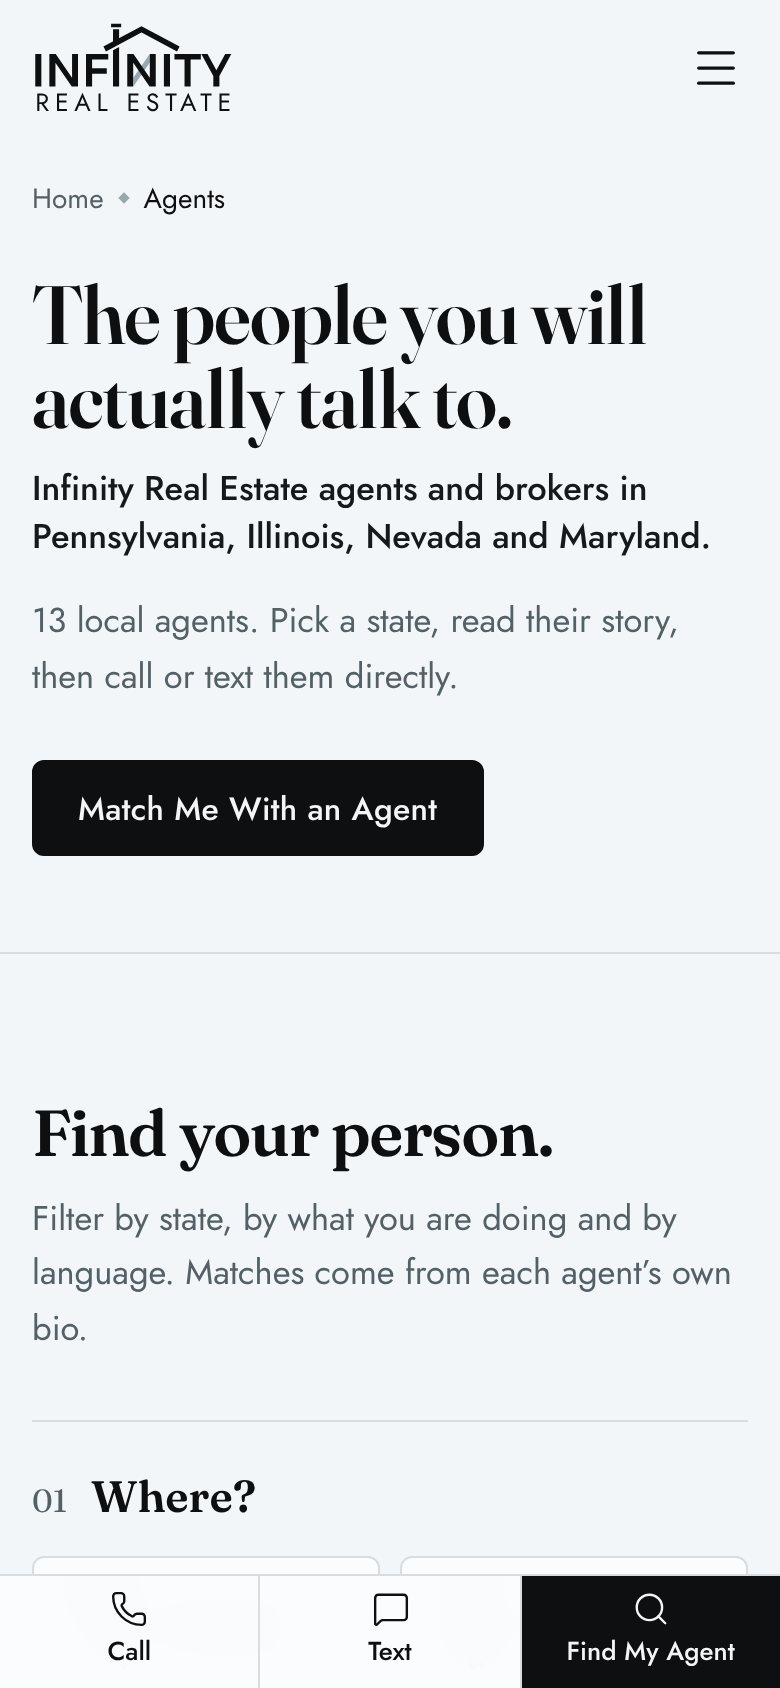 INFINITY
REAL ESTATE
Home ◆ Agents
The people you will
actually talk to.
Infinity Real Estate agents and brokers in
Pennsylvania, Illinois, Nevada and Maryland.
13 local agents. Pick a state, read their story,
then call or text them directly.
Match Me With an Agent
Find your person.
Filter by state, by what you are doing and by
language. Matches come from each agent’s own
bio.
01 Where?
Call
Text
Find My Agent